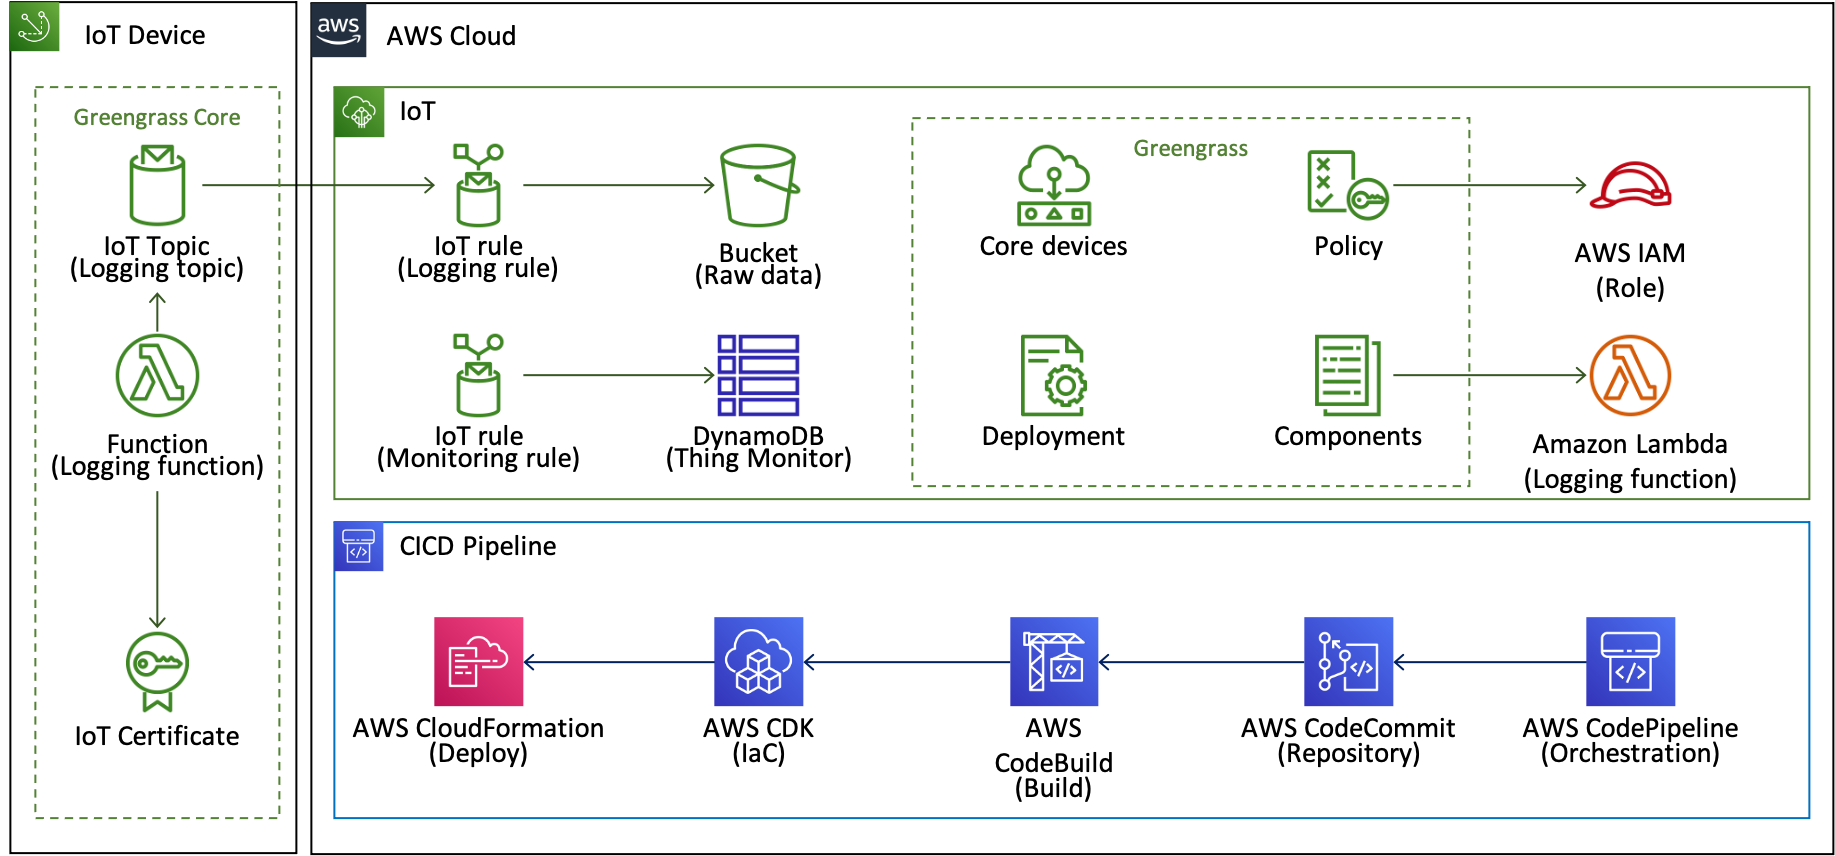 IoT Device
Greengrass Core
IoT Topic
(Logging topic)
Function
(Logging function)
IoT Certificate
aws
AWS Cloud
IoT
IoT rule
(Logging rule)
Bucket
(Raw data)
IoT rule
(Monitoring rule)
DynamoDB
(Thing Monitor)
Greengrass
Core devices
Policy
Deployment
Components
AWS IAM
(Role)
Amazon Lambda
(Logging function)
CICD Pipeline
AWS CloudFormation
(Deploy)
AWS CDK
(IaC)
AWS
CodeBuild
(Build)
AWS CodeCommit
(Repository)
AWS CodePipeline
(Orchestration)